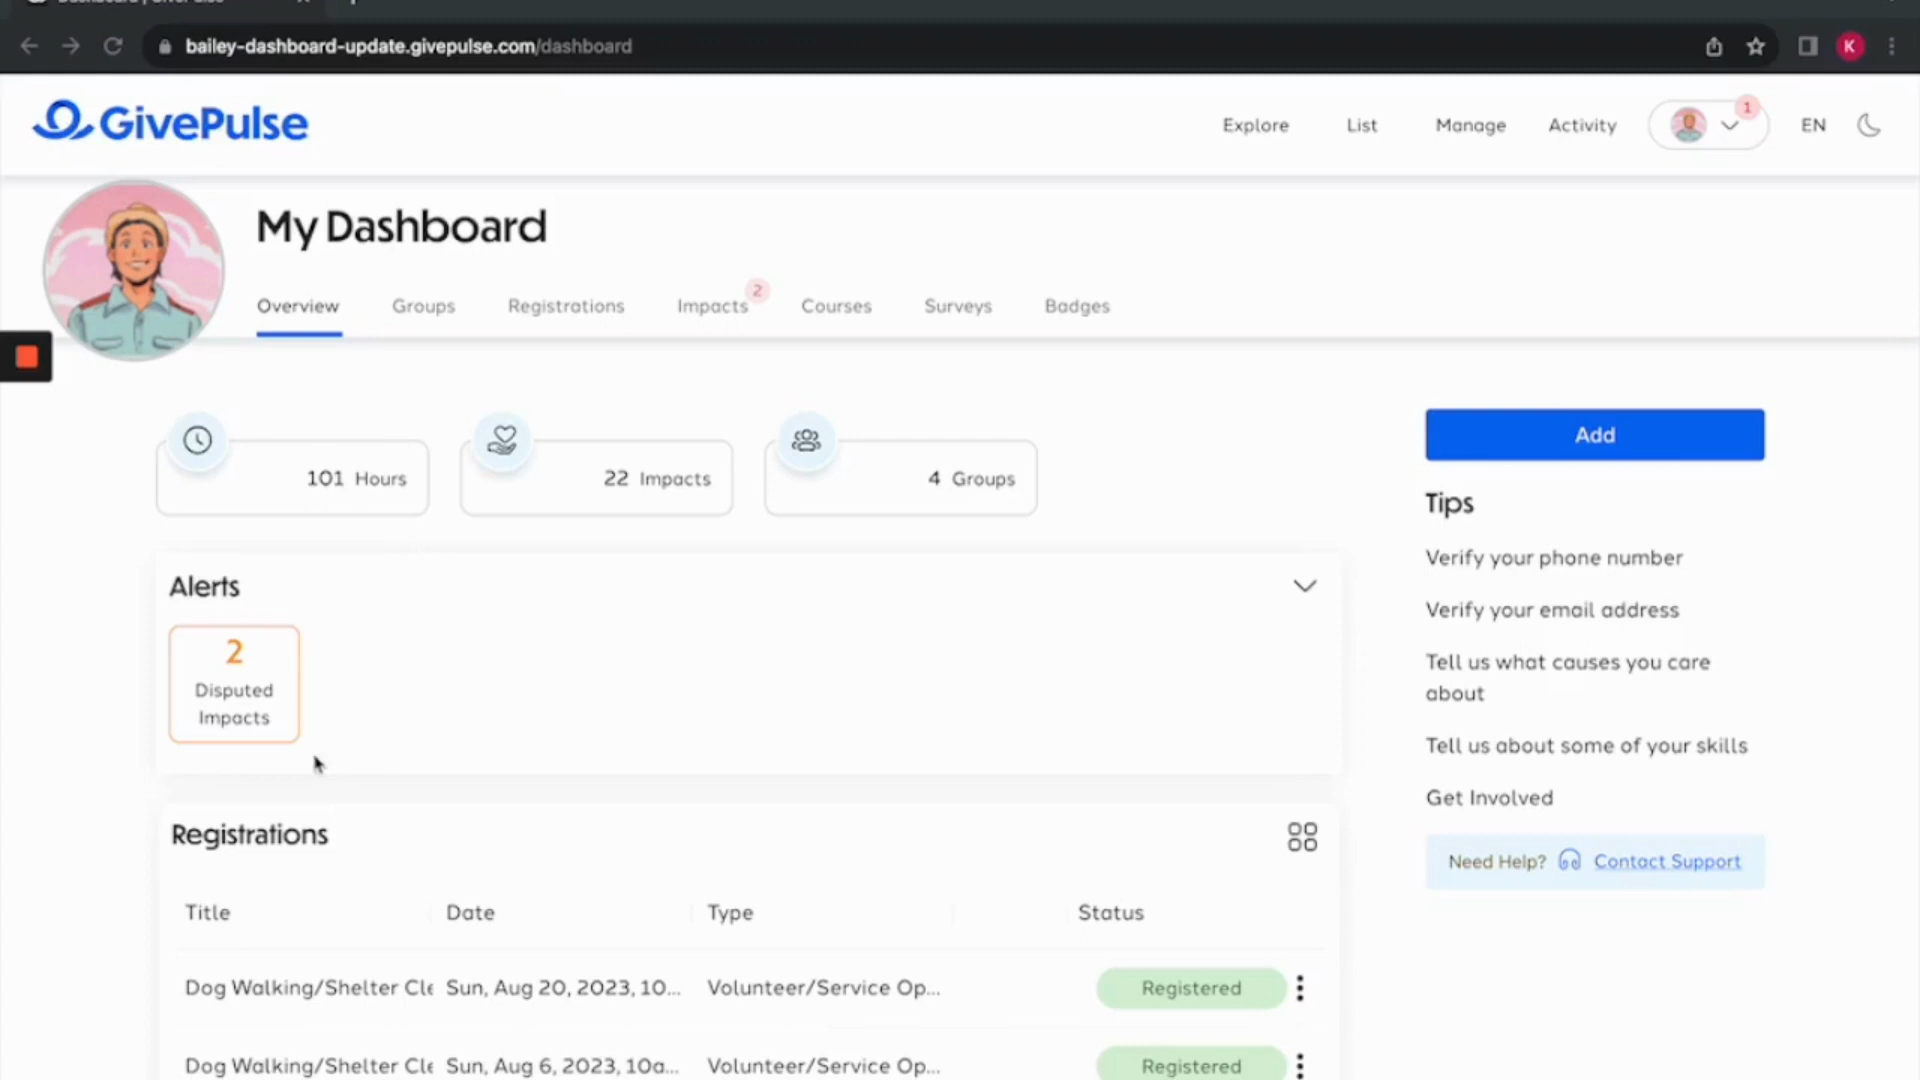 bailey-dashboard-update.givepulse.com/dashboard
K
GivePulse
Explore List Manage Activity 1 EN
My Dashboard
Overview Groups Registrations Impacts 2 Courses Surveys Badges
101 Hours 22 Impacts 4 Groups
Add
Alerts
2
Disputed
Impacts
Tips
Verify your phone number
Verify your email address
Tell us what causes you care
about
Tell us about some of your skills
Get Involved
Need Help? Contact Support
Registrations
Title Date Type Status
Dog Walking/Shelter Cle Sun, Aug 20, 2023, 10... Volunteer/Service Op... Registered
Dog Walking/Shelter Cle Sun, Aug 6, 2023, 10a... Volunteer/Service Op... Registered